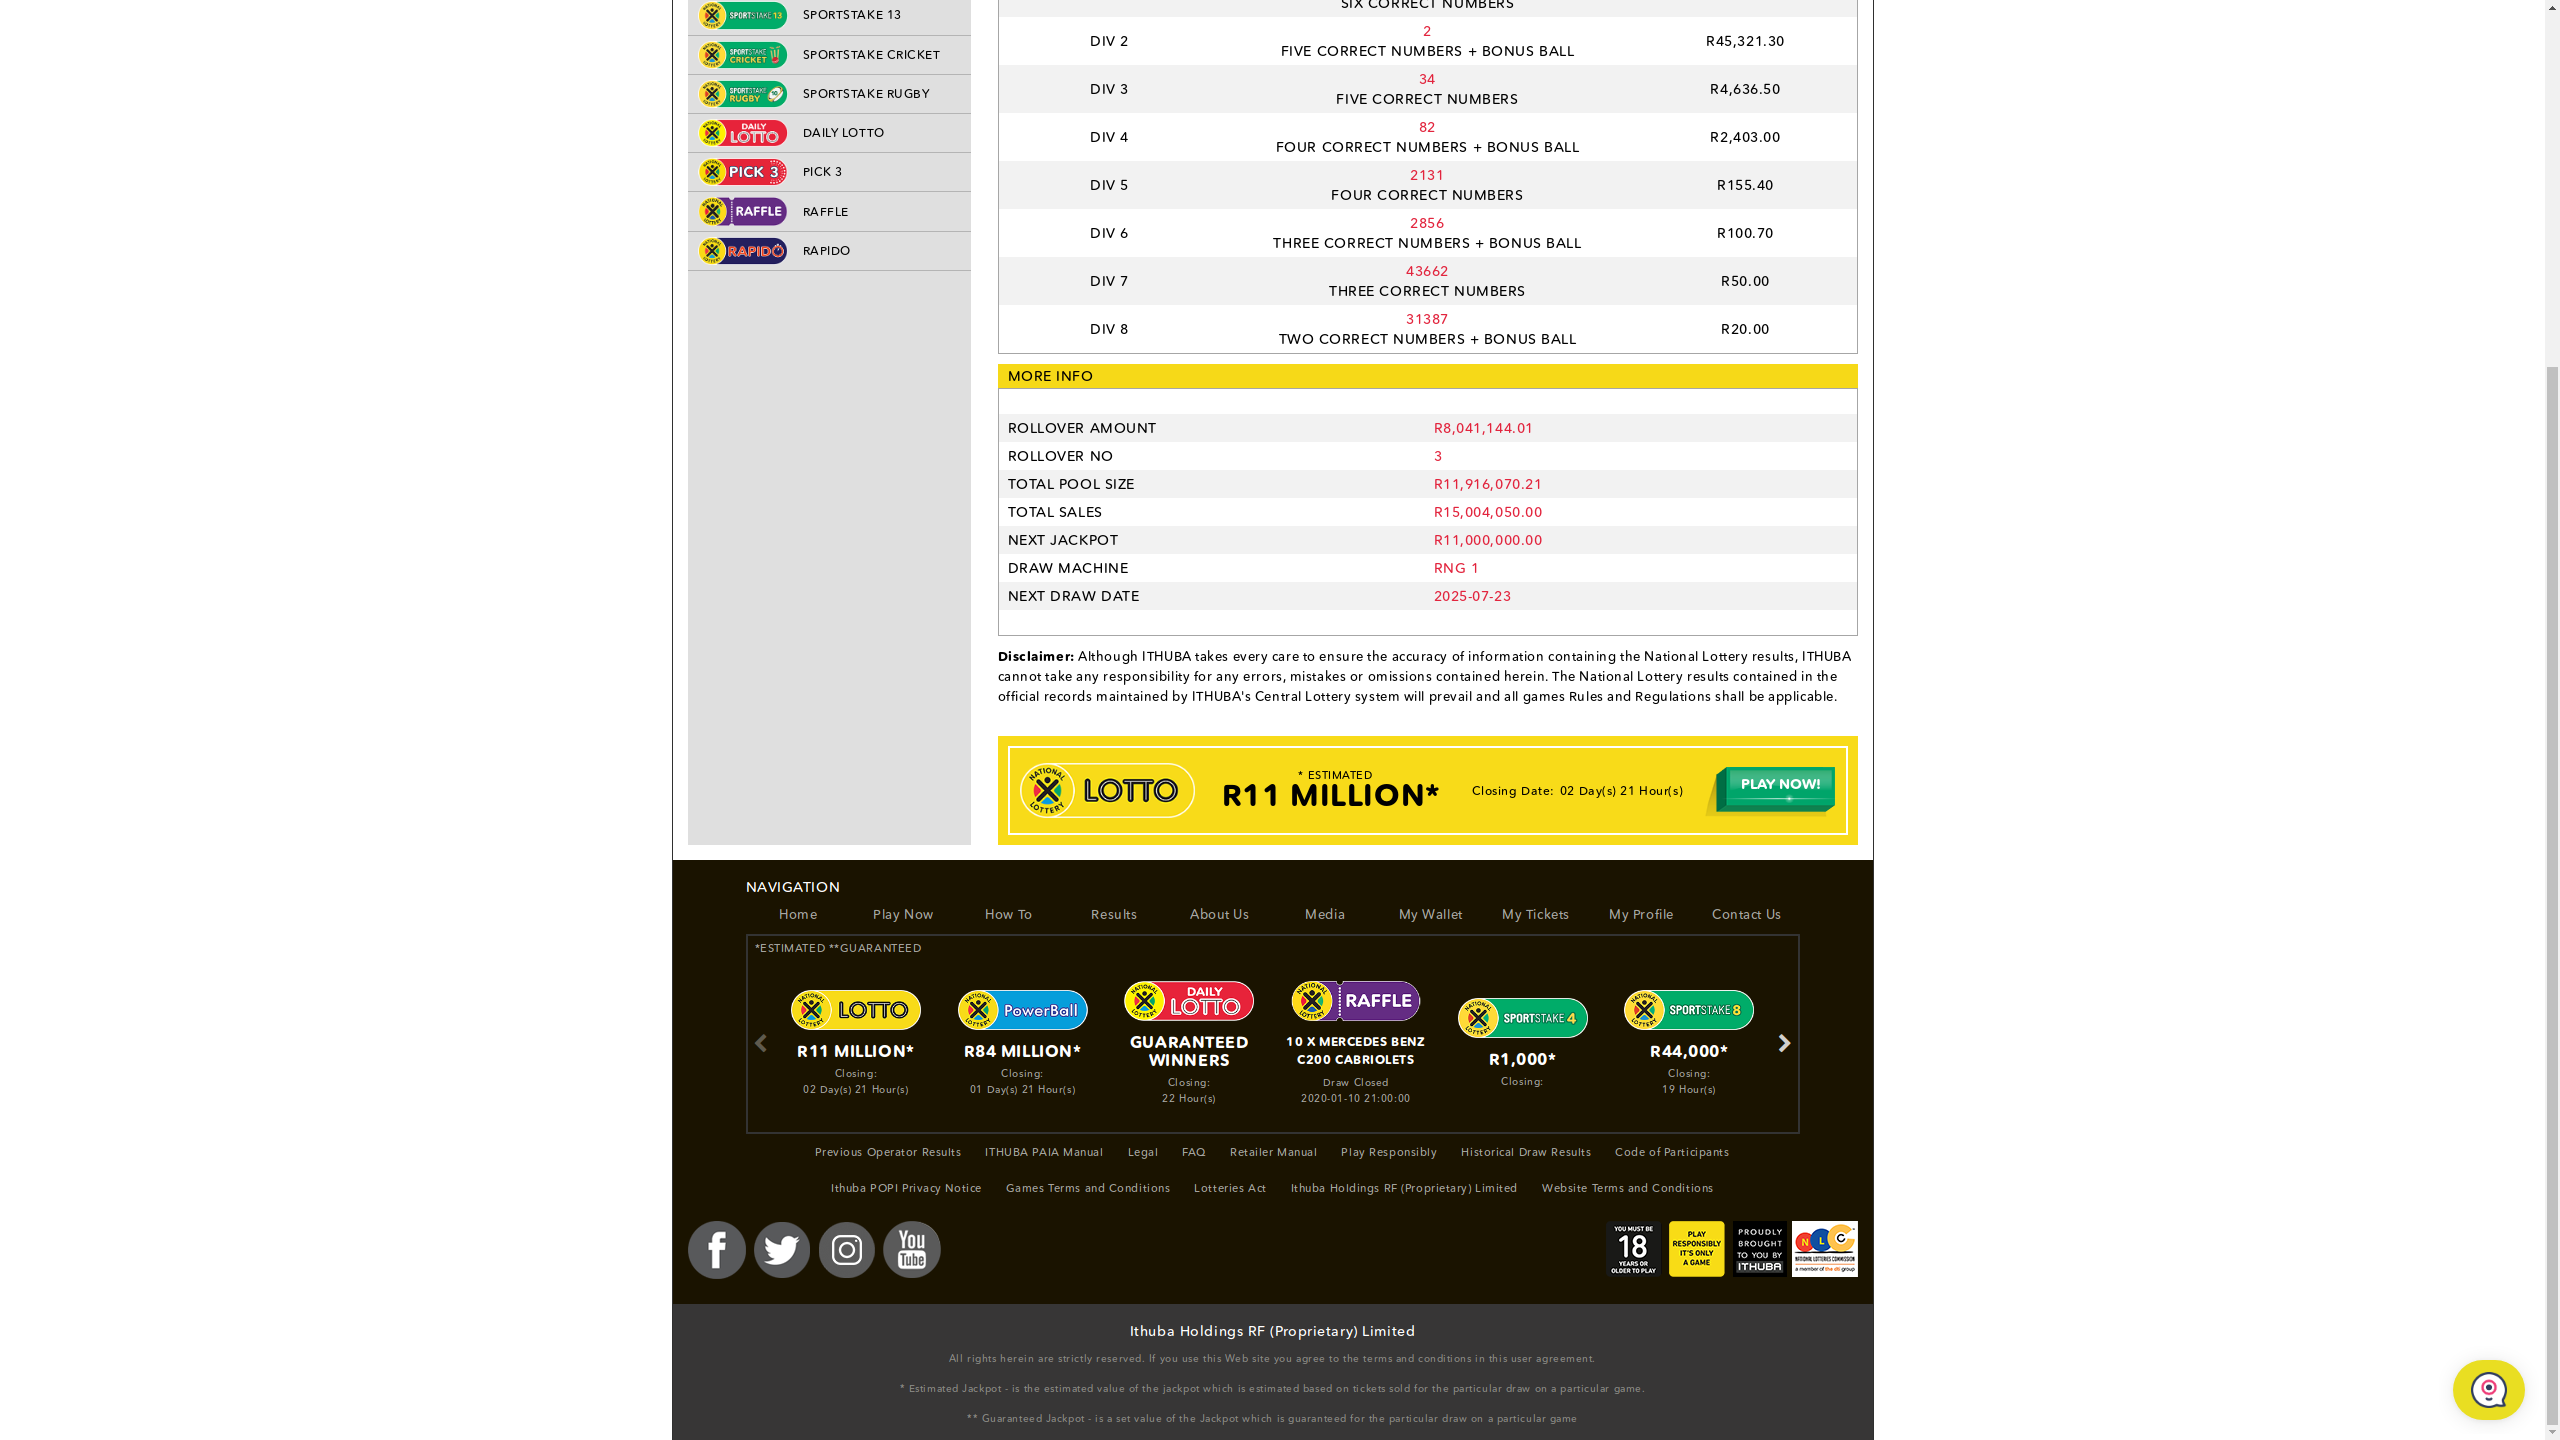 SPORTSTAKE 13 SPORTSTAKE 13
SPORTSTAKE CRICKET SPORTSTAKE CRICKET
SPORTSTAKE RUGBY SPORTSTAKE RUGBY
DAILY LOTTO DAILY LOTTO
PICK 3 PICK 3
RAFFLE RAFFLE
RAPIDO RAPIDO
SIX CORRECT NUMBERS
2
DIV 2 R45,321.30
FIVE CORRECT NUMBERS + BONUS BALL
34
DIV 3 R4,636.50
FIVE CORRECT NUMBERS
82
DIV 4 R2,403.00
FOUR CORRECT NUMBERS + BONUS BALL
2131
DIV 5 R155.40
FOUR CORRECT NUMBERS
2856
DIV 6 R100.70
THREE CORRECT NUMBERS + BONUS BALL
43662
DIV 7 R50.00
THREE CORRECT NUMBERS
31387
DIV 8 R20.00
TWO CORRECT NUMBERS + BONUS BALL
MORE INFO
ROLLOVER AMOUNT R8,041,144.01
ROLLOVER NO 3
TOTAL POOL SIZE R11,916,070.21
TOTAL SALES R15,004,050.00
NEXT JACKPOT R11,000,000.00
DRAW MACHINE RNG 1
NEXT DRAW DATE 2025-07-23
Disclaimer: Although ITHUBA takes every care to ensure the accuracy of information containing the National Lottery results, ITHUBA
cannot take any responsibility for any errors, mistakes or omissions contained herein. The National Lottery results contained in the
official records maintained by ITHUBA's Central Lottery system will prevail and all games Rules and Regulations shall be applicable.
NATIONAL LOTTERY LOTTO
* ESTIMATED
R11 MILLION*
Closing Date: 02 Day(s) 21 Hour(s)
PLAY NOW!
NAVIGATION
Home Play Now How To Results About Us Media My Wallet My Tickets My Profile Contact Us
*ESTIMATED **GUARANTEED
NATIONAL LOTTERY LOTTO
R11 MILLION*
Closing:
02 Day(s) 21 Hour(s)
NATIONAL LOTTERY PowerBall
R84 MILLION*
Closing:
01 Day(s) 21 Hour(s)
NATIONAL LOTTERY DAILY LOTTO
GUARANTEED
WINNERS
Closing:
22 Hour(s)
NATIONAL LOTTERY RAFFLE
10 X MERCEDES BENZ
C200 CABRIOLETS
Draw Closed
2020-01-10 21:00:00
NATIONAL LOTTERY SPORTSTAKE 4
R1,000*
Closing:
NATIONAL LOTTERY SPORTSTAKE 8
R44,000*
Closing:
19 Hour(s)
Previous Operator Results ITHUBA PAIA Manual Legal FAQ Retailer Manual Play Responsibly Historical Draw Results Code of Participants
Ithuba POPI Privacy Notice Games Terms and Conditions Lotteries Act Ithuba Holdings RF (Proprietary) Limited Website Terms and Conditions
You
Tube
YOU MUST BE
18
YEARS OR
OLDER TO PLAY
PLAY
RESPONSIBLY
IT'S ONLY
A GAME
PROUDLY
BROUGHT
TO YOU BY
ITHUBA
NLC
NATIONAL LOTTERIES COMMISSION
a member of the dti group
Ithuba Holdings RF (Proprietary) Limited
All rights herein are strictly reserved. If you use this Web site you agree to the terms and conditions in this user agreement.
* Estimated Jackpot - is the estimated value of the jackpot which is estimated based on tickets sold for the particular draw on a particular game.
** Guaranteed Jackpot - is a set value of the Jackpot which is guaranteed for the particular draw on a particular game